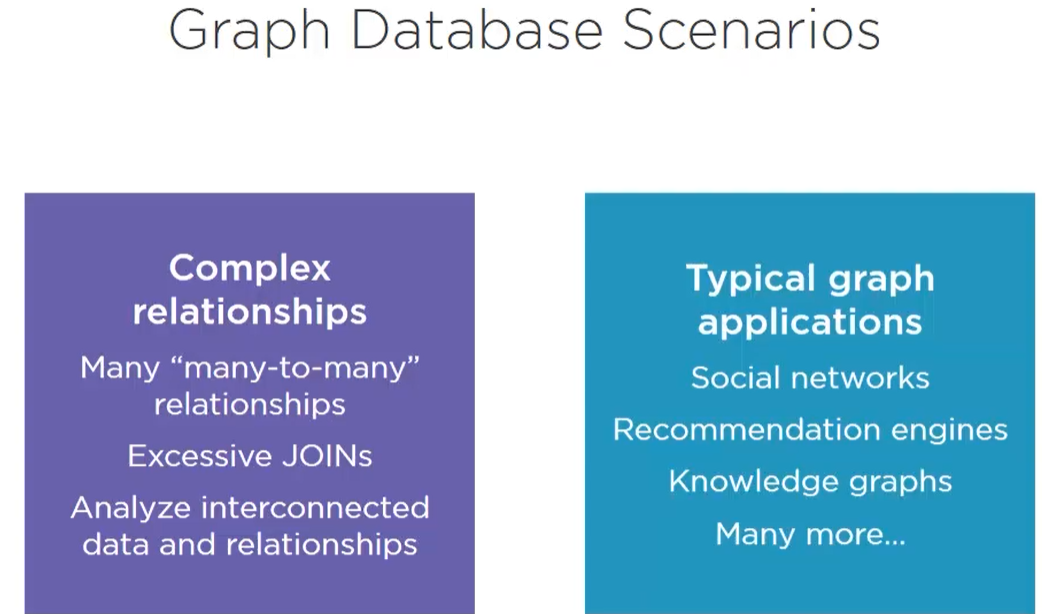 Graph Database Scenarios
Complex
relationships
Many “many-to-many”
relationships
Excessive JOINs
Analyze interconnected
data and relationships
Typical graph
applications
Social networks
Recommendation engines
Knowledge graphs
Many more...